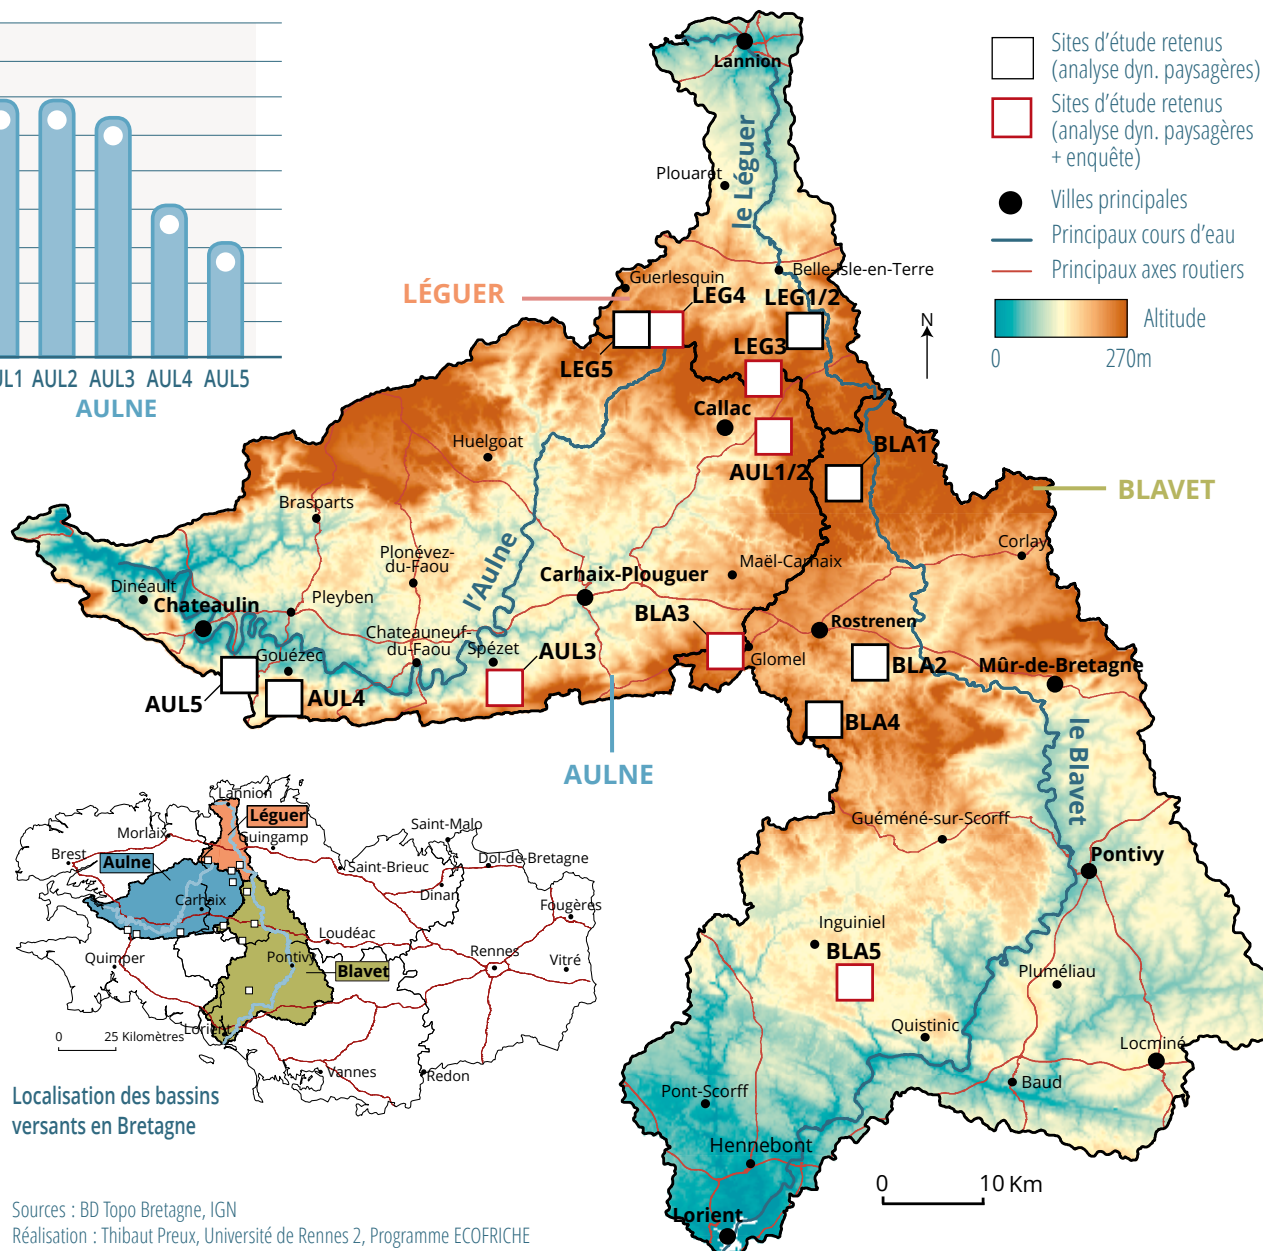 UL1 AUL2 AUL3 AUL4 AUL5
AULNE
Sites d'étude retenus
(analyse dyn. paysagères)
Sites d'étude retenus
(analyse dyn. paysagères
+ enquête)
Villes principales
Principaux cours d'eau
Principaux axes routiers
Altitude
0 270m
N
Lannion
Plouaret
le Léguer
Belle-Isle-en-Terre
Guerlesquin
LÉGUER
LEG4
LEG1/2
LEG5
LEG3
Callac
AUL1/2
BLA1
BLAVET
Huelgoat
Brasparts
Corlay
Plonévez-
du-Faou
l'Aulne
Carhaix-Plouguer
Maël-Carhaix
Dinéault
Chateaulin
Pleyben
BLA3
Rostrenen
Chateauneuf-
du-Faou
Gouézec
Spézet
AUL3
Glomel
BLA2
Mûr-de-Bretagne
AUL5
AUL4
BLA4
le Blavet
AULNE
Guéméné-sur-Scorff
Pontivy
Inguiniel
BLA5
Pluméliau
Quistinic
Locminé
Baud
Pont-Scorff
Hennebont
Lorient
0 10 Km
Lannion
Léguer
Morlaix
Guingamp
Saint-Malo
Brest
Aulne
Saint-Brieuc
Dol-de-Bretagne
Dinan
Carhaix
Fougères
Loudéac
Quimper
Pontivy
Rennes
Vitré
Blavet
0 25 Kilomètres
Lorient
Vannes
Redon
Localisation des bassins
versants en Bretagne
Sources : BD Topo Bretagne, IGN
Réalisation : Thibaut Preux, Université de Rennes 2, Programme ECOFRICHE